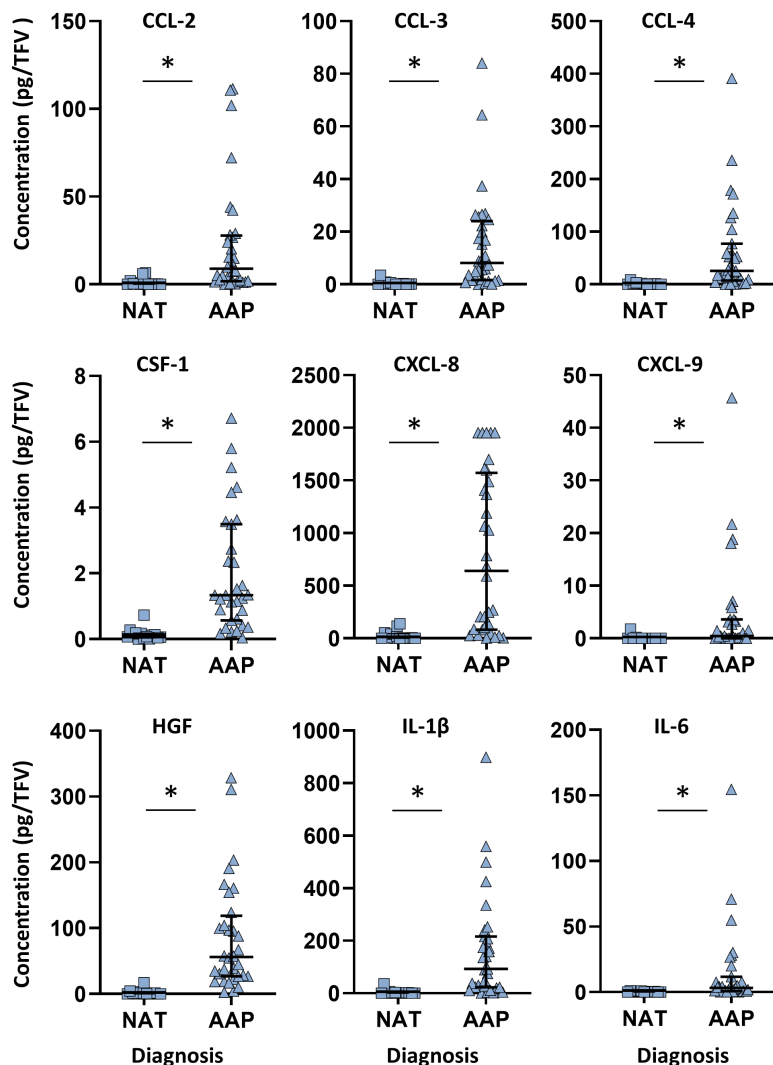 CCL-2
CCL-3
CCL-4
Concentration (pg/TFV )
150
100
50
0
NAT
AAP
*
80
60
40
20
0
100
NAT
AAP
*
500
400
300
200
100
0
NAT
AAP
*
CSF-1
CXCL-8
CXCL-9
Concentration (pg/TFV)
8
6
4
2
0
NAT
AAP
*
2500
2000
1500
1000
500
0
NAT
AAP
*
50
40
30
20
10
0
NAT
AAP
*
HGF
IL-1β
IL-6
Concentration (pg/TFV)
400
300
200
100
0
NAT
AAP
*
1000
800
600
400
200
0
NAT
AAP
*
200
150
100
50
0
NAT
AAP
*
Diagnosis
Diagnosis
Diagnosis